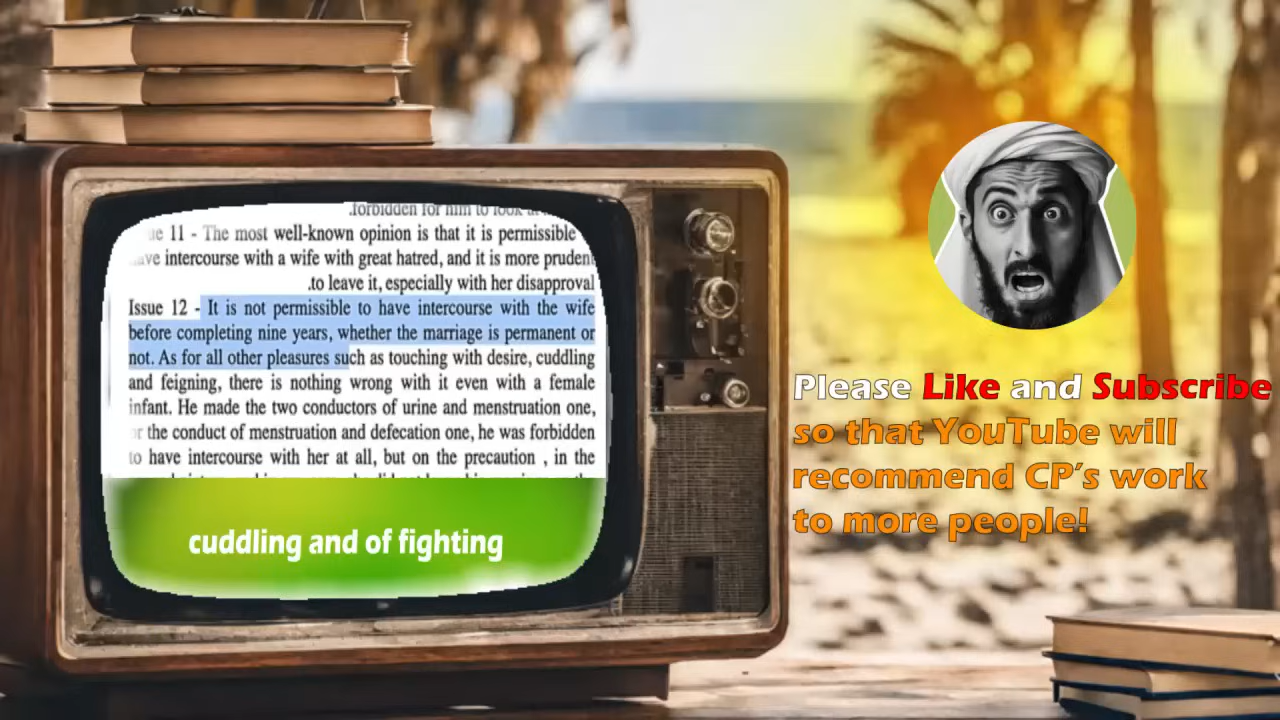 .forbidden for him to look at
ue 11 - The most well-known opinion is that it is permissible
ave intercourse with a wife with great hatred, and it is more pruden
.to leave it, especially with her disapproval
Issue 12 - It is not permissible to have intercourse with the wife
before completing nine years, whether the marriage is permanent or
not. As for all other pleasures such as touching with desire, cuddling
and feigning, there is nothing wrong with it even with a female
infant. He made the two conductors of urine and menstruation one,
or the conduct of menstruation and defecation one, he was forbidden
to have intercourse with her at all, but on the precaution , in the
cuddling and of fighting
Please Like and Subscribe
so that YouTube will
recommend CP's work
to more people!